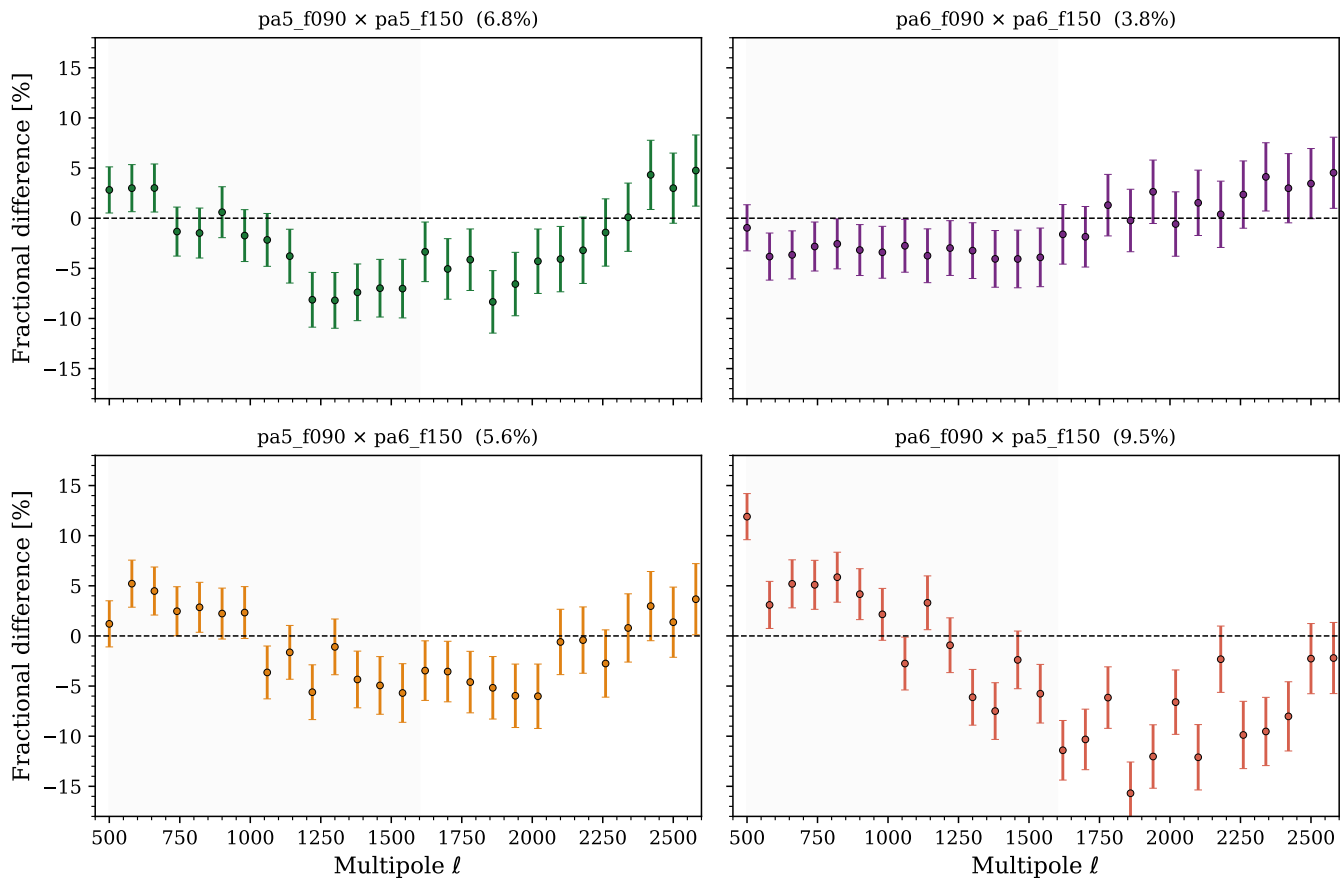 pa5_f090 × pa5_f150 (6.8%)
pa6_f090 × pa6_f150 (3.8%)
Fractional difference [%]
15
10
5
0
−5
−10
−15
pa5_f090 × pa6_f150 (5.6%)
pa6_f090 × pa5_f150 (9.5%)
Fractional difference [%]
15
10
5
0
−5
−10
−15
500 750 1000 1250 1500 1750 2000 2250 2500
500 750 1000 1250 1500 1750 2000 2250 2500
Multipole ℓ
Multipole ℓ